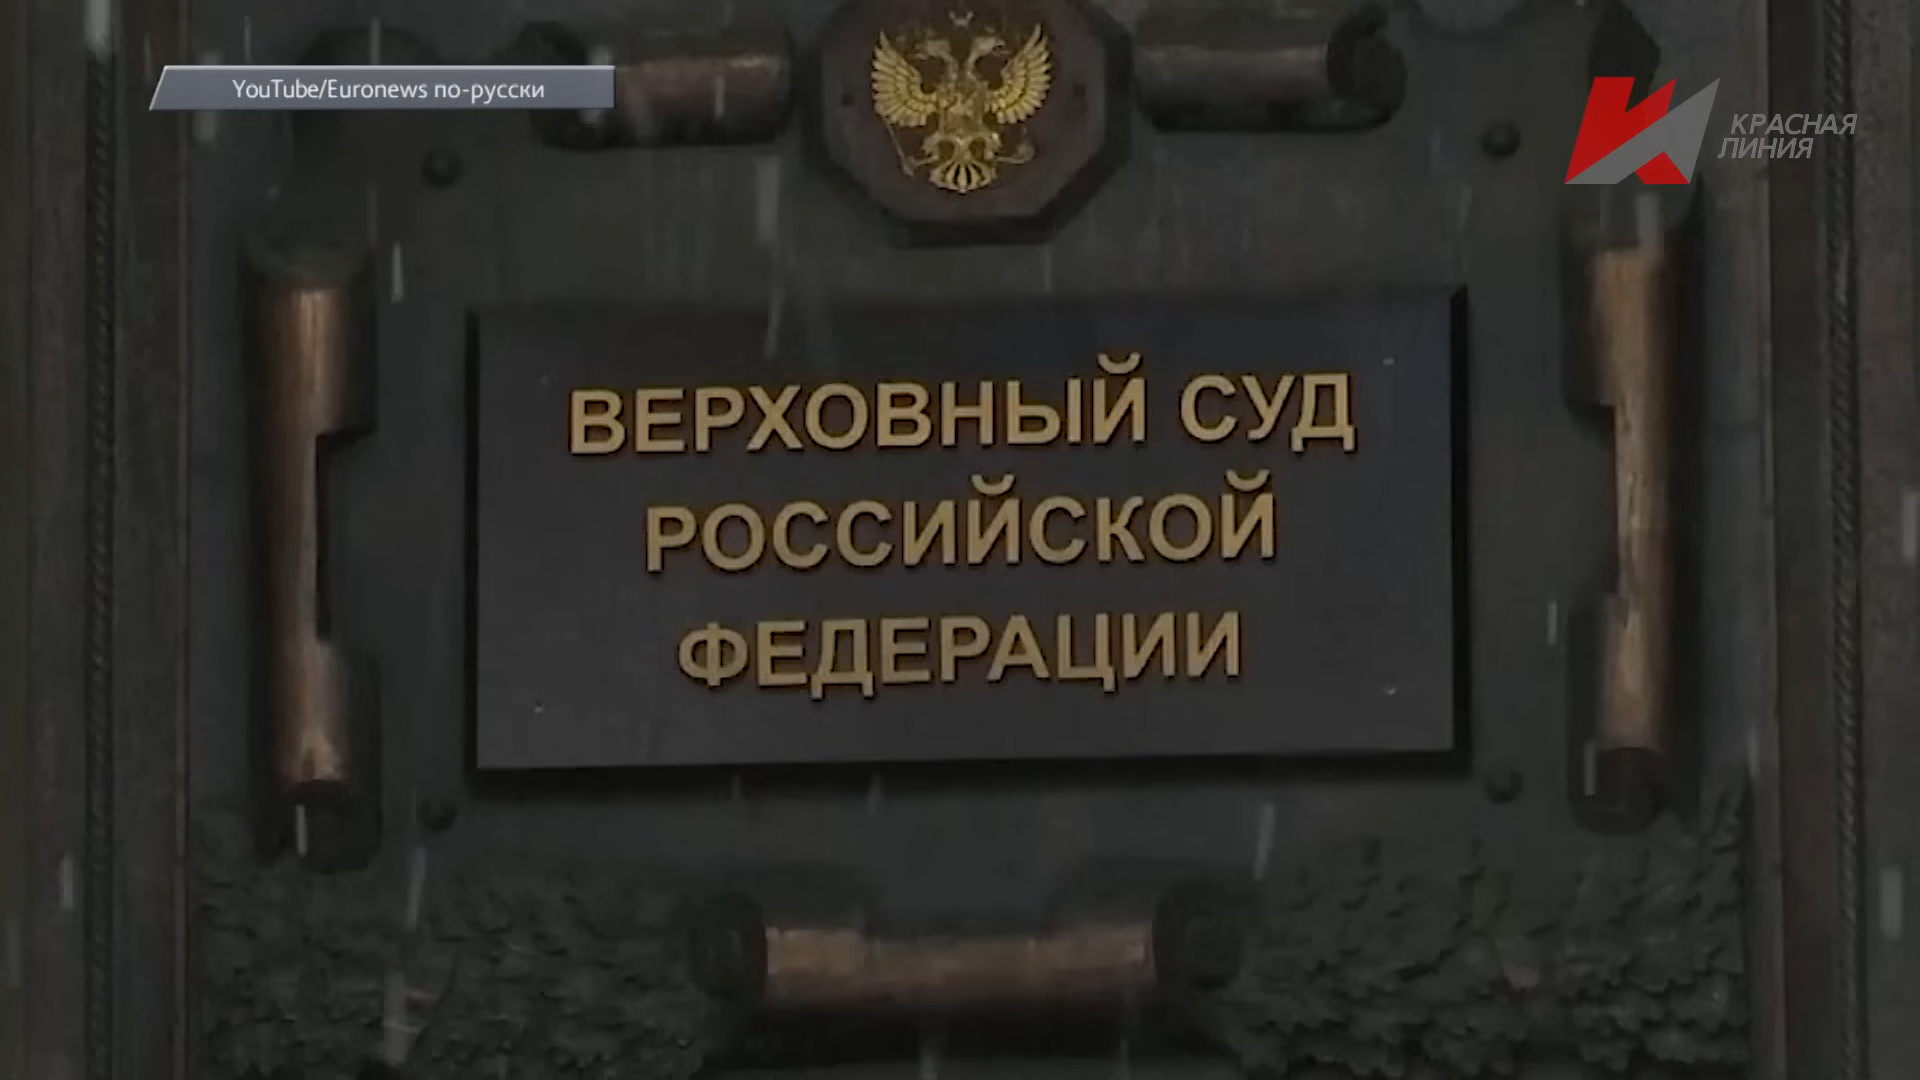 YouTube/Euronews по-русски
КРАСНАЯ
ЛИНИЯ
ВЕРХОВНЫЙ СУД
РОССИЙСКОЙ
ФЕДЕРАЦИИ